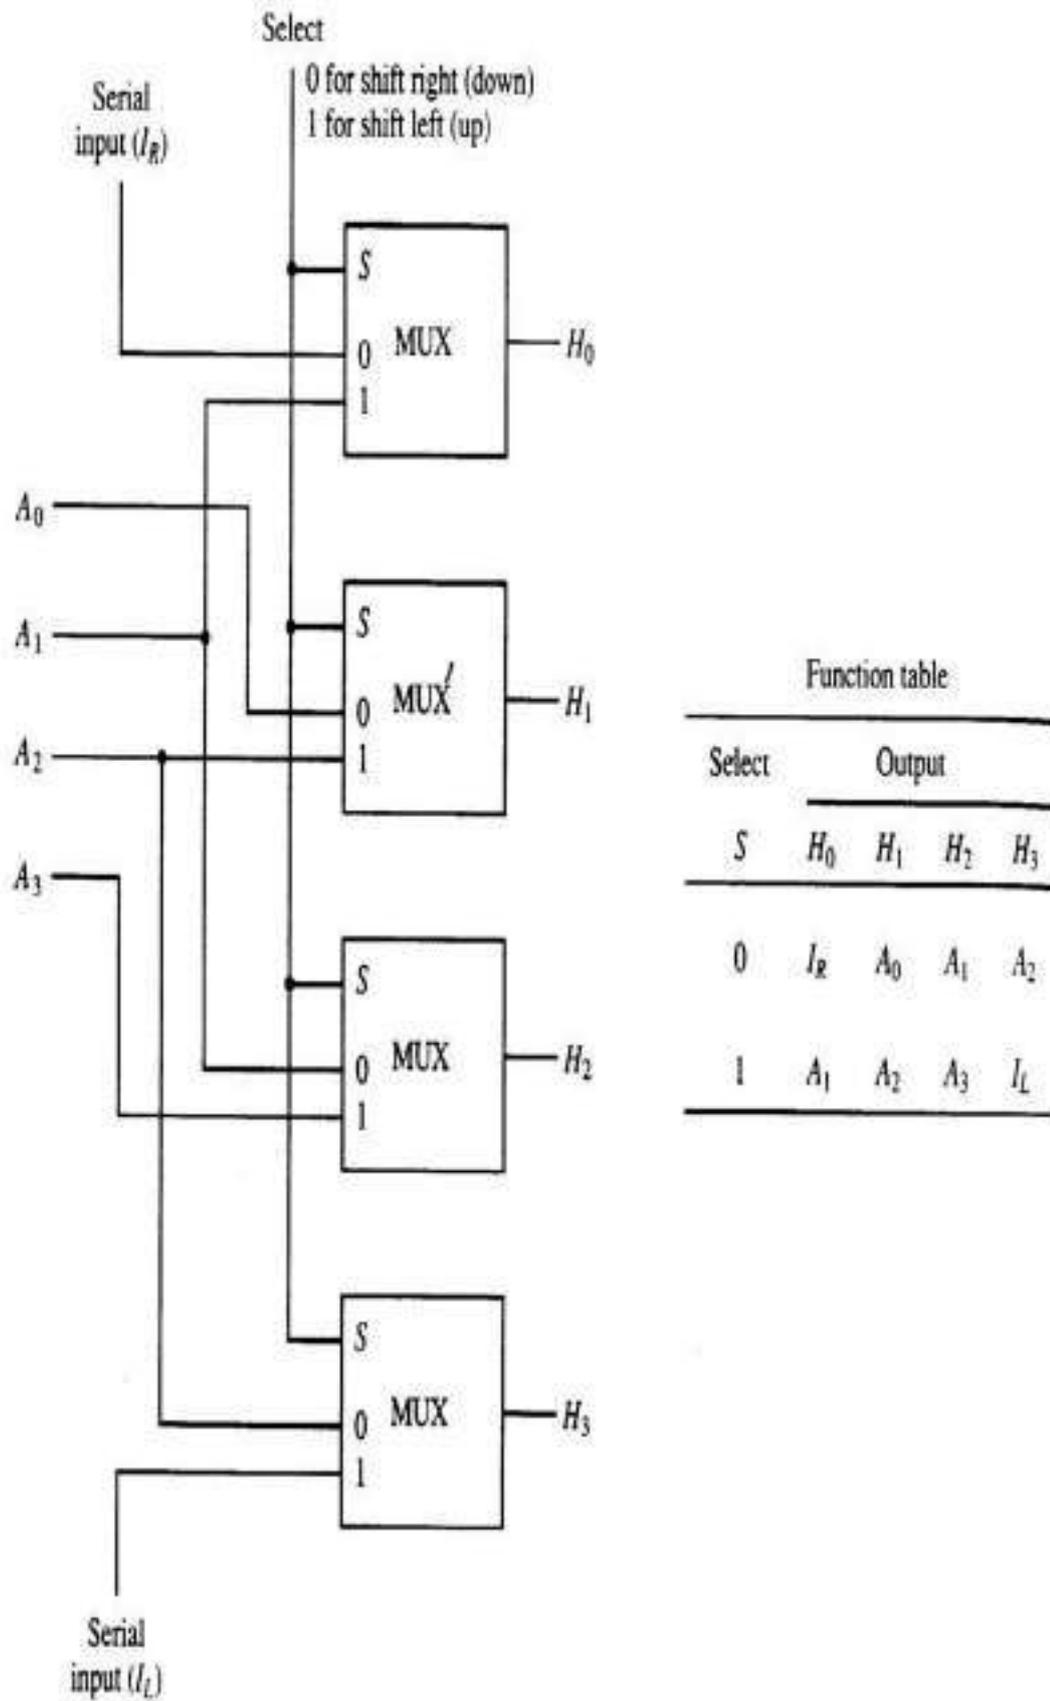 Select
0 for shift right (down)
1 for shift left (up)
Serial
input (I_R)
S
0 MUX
1
H_0
A_0
A_1
A_2
A_3
S
0 MUX
1
H_1
S
0 MUX
1
H_2
S
0 MUX
1
H_3
Serial
input (I_L)
Function table
Select Output
S H_0 H_1 H_2 H_3
0 I_R A_0 A_1 A_2
1 A_1 A_2 A_3 I_L